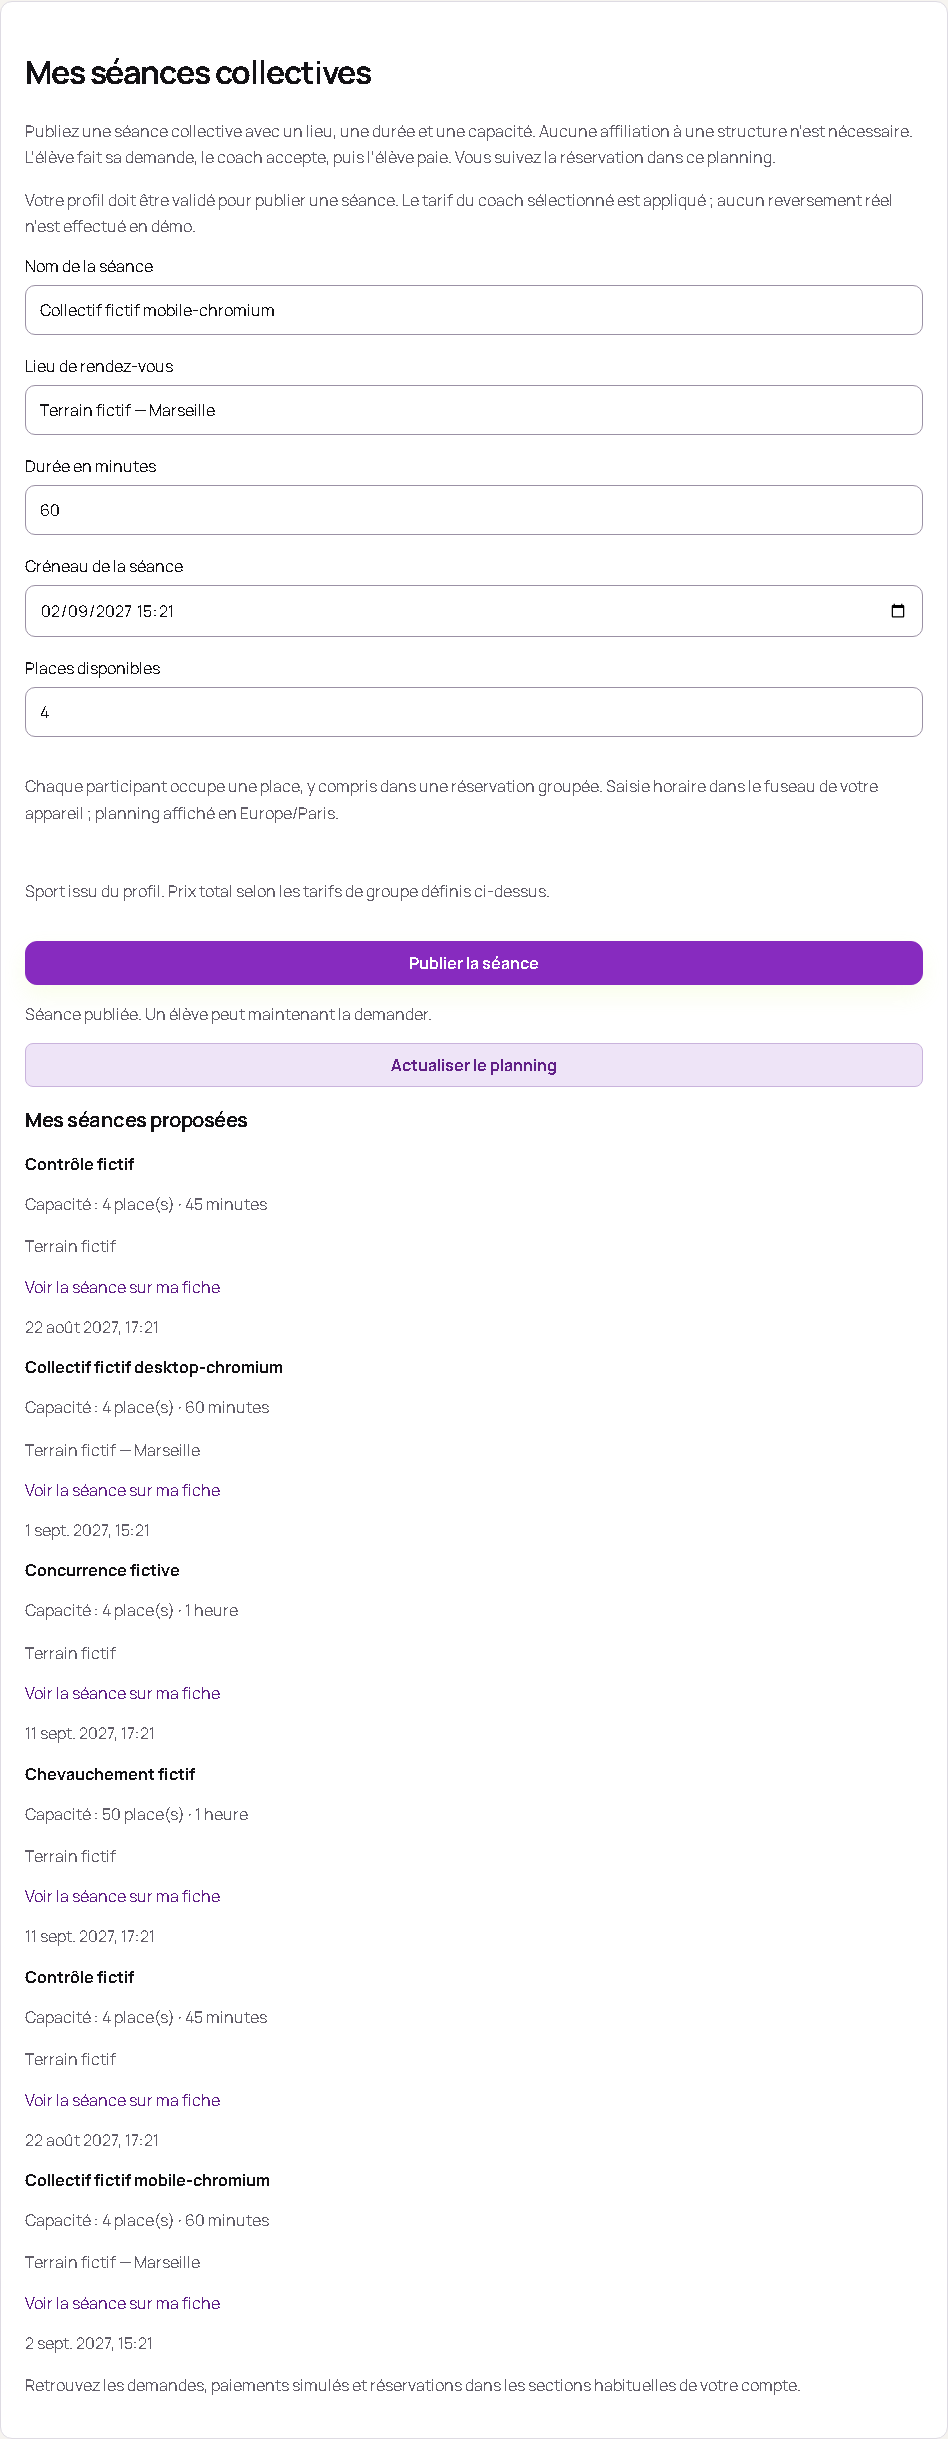 Mes séances collectives
Publiez une séance collective avec un lieu, une durée et une capacité. Aucune affiliation à une structure n'est nécessaire.
L'élève fait sa demande, le coach accepte, puis l'élève paie. Vous suivez la réservation dans ce planning.
Votre profil doit être validé pour publier une séance. Le tarif du coach sélectionné est appliqué ; aucun reversement réel
n'est effectué en démo.
Nom de la séance
Collectif fictif mobile-chromium
Lieu de rendez-vous
Terrain fictif — Marseille
Durée en minutes
60
Créneau de la séance
02/09/2027 15:21
Places disponibles
4
Chaque participant occupe une place, y compris dans une réservation groupée. Saisie horaire dans le fuseau de votre
appareil ; planning affiché en Europe/Paris.
Sport issu du profil. Prix total selon les tarifs de groupe définis ci-dessus.
Publier la séance
Séance publiée. Un élève peut maintenant la demander.
Actualiser le planning
Mes séances proposées
Contrôle fictif
Capacité : 4 place(s) · 45 minutes
Terrain fictif
Voir la séance sur ma fiche
22 août 2027, 17:21
Collectif fictif desktop-chromium
Capacité : 4 place(s) · 60 minutes
Terrain fictif — Marseille
Voir la séance sur ma fiche
1 sept. 2027, 15:21
Concurrence fictive
Capacité : 4 place(s) · 1 heure
Terrain fictif
Voir la séance sur ma fiche
11 sept. 2027, 17:21
Chevauchement fictif
Capacité : 50 place(s) · 1 heure
Terrain fictif
Voir la séance sur ma fiche
11 sept. 2027, 17:21
Contrôle fictif
Capacité : 4 place(s) · 45 minutes
Terrain fictif
Voir la séance sur ma fiche
22 août 2027, 17:21
Collectif fictif mobile-chromium
Capacité : 4 place(s) · 60 minutes
Terrain fictif — Marseille
Voir la séance sur ma fiche
2 sept. 2027, 15:21
Retrouvez les demandes, paiements simulés et réservations dans les sections habituelles de votre compte.